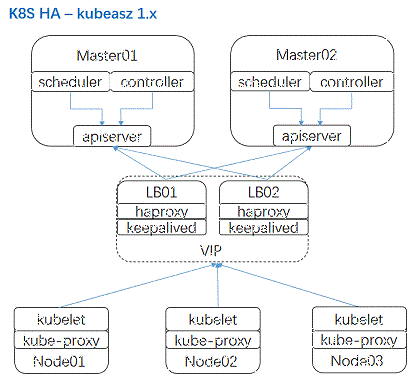 K8S HA – kubeasz 1.x
Master01 Master02
scheduler controller scheduler controller
apiserver apiserver
LB01 LB02
haproxy haproxy
keepalived keepalived
VIP
kubelet kubelet kubelet
kube-proxy kube-proxy kube-proxy
Node01 Node02 Node03